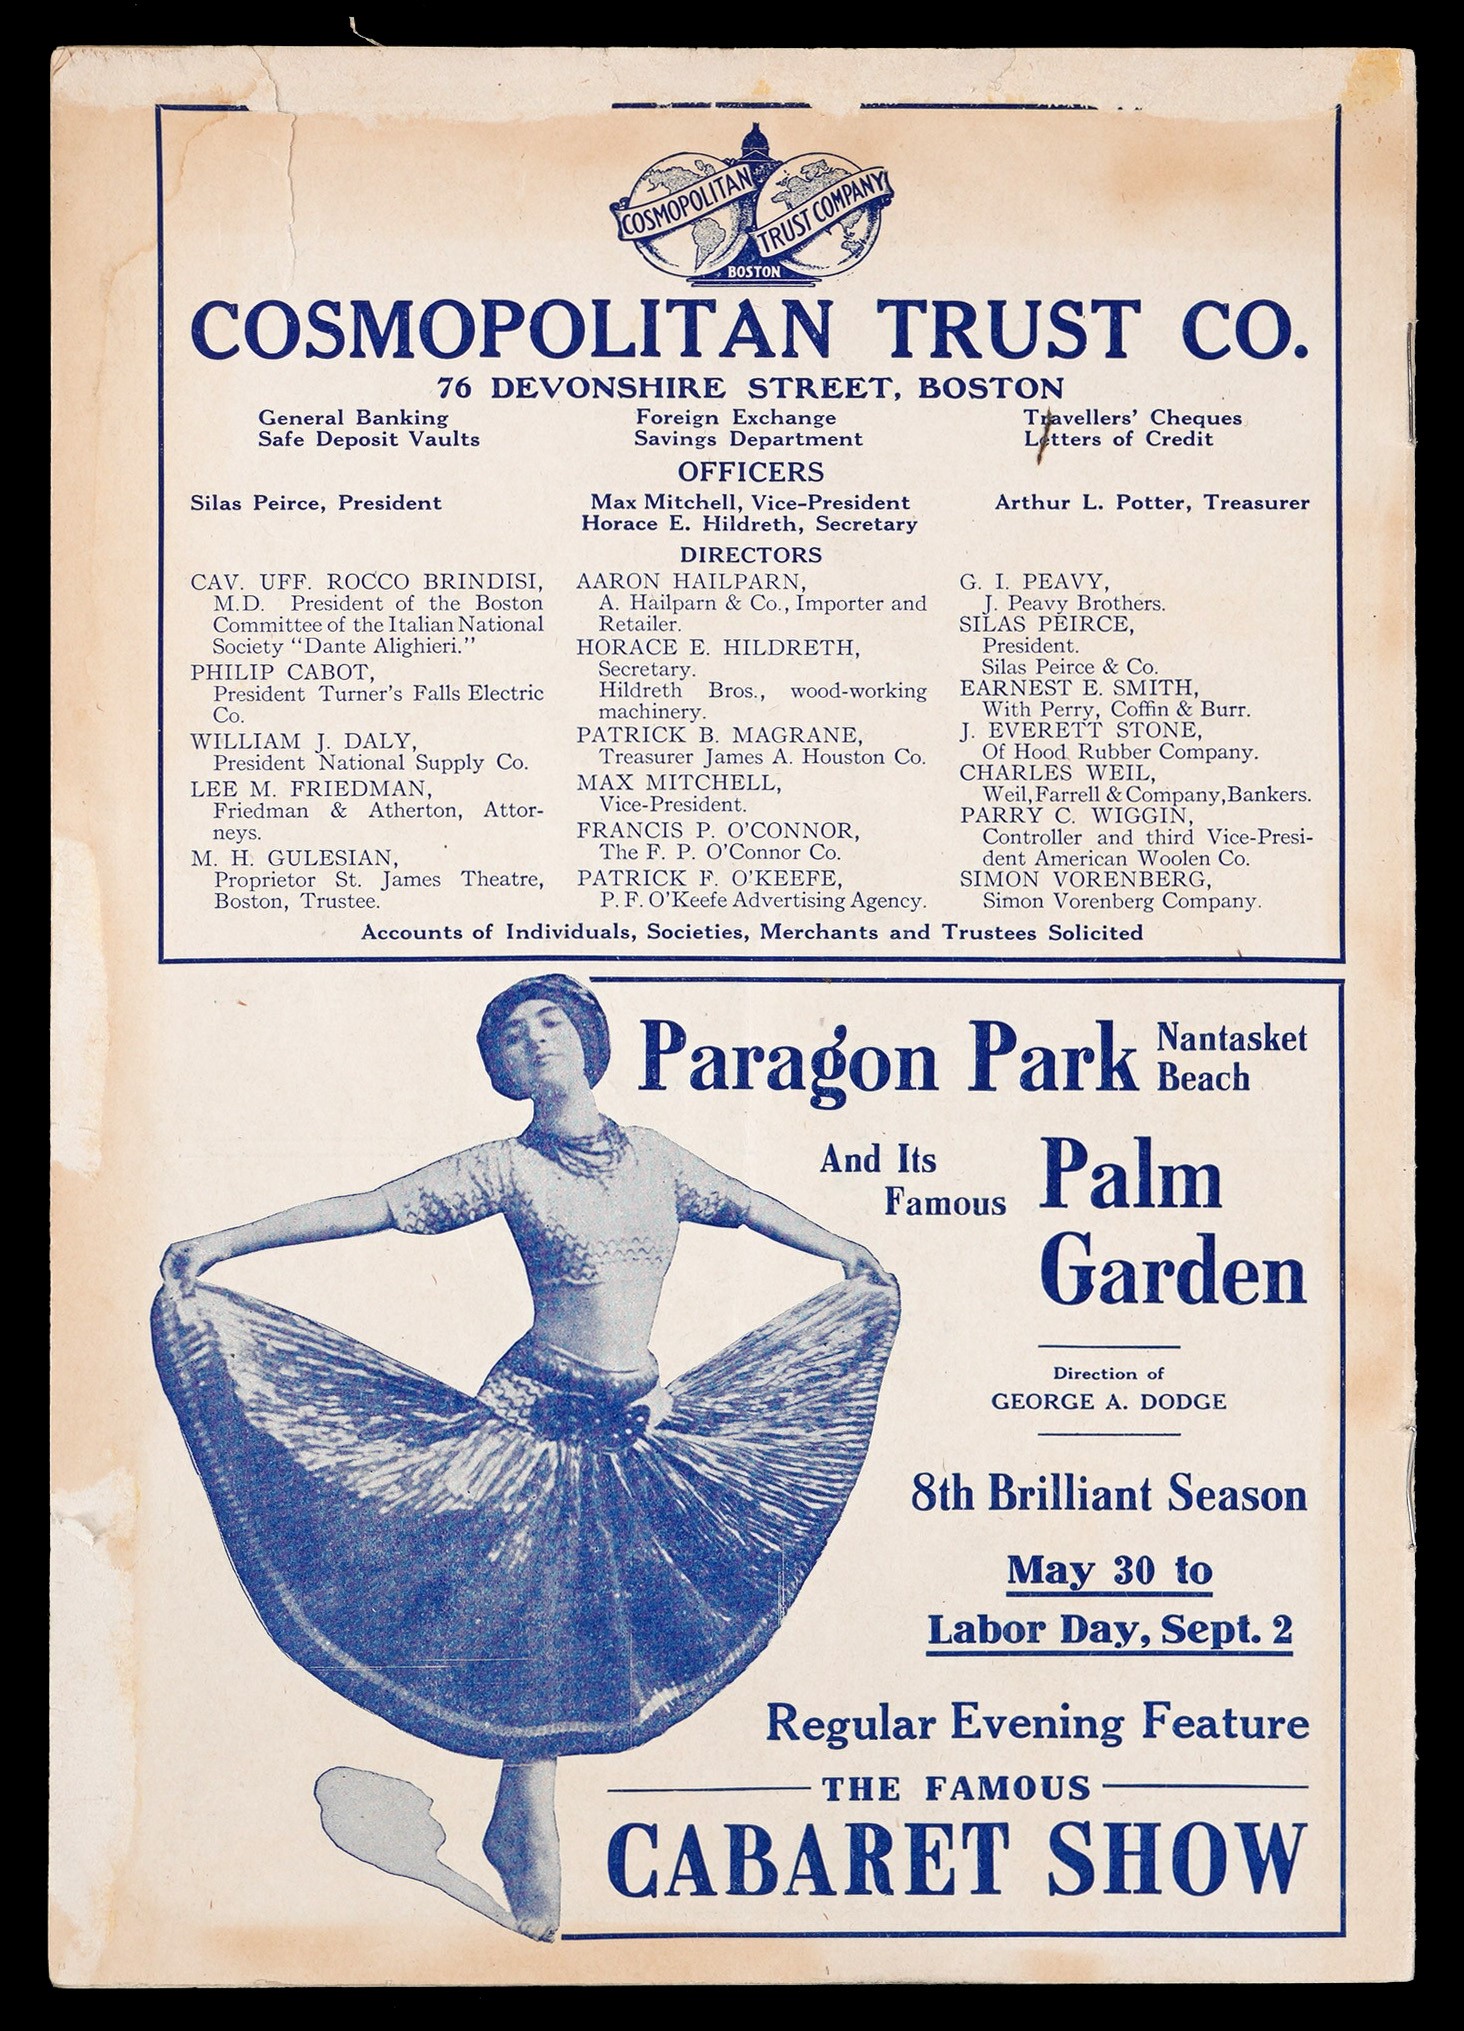 COSMOPOLITAN
TRUST COMPANY
BOSTON
COSMOPOLITAN TRUST CO.
76 DEVONSHIRE STREET, BOSTON
General Banking
Safe Deposit Vaults
Foreign Exchange
Savings Department
Travellers' Cheques
Letters of Credit
OFFICERS
Silas Peirce, President
Max Mitchell, Vice-President
Horace E. Hildreth, Secretary
Arthur L. Potter, Treasurer
DIRECTORS
CAV. UFF. ROCCO BRINDISI,
M.D. President of the Boston
Committee of the Italian National
Society "Dante Alighieri."
PHILIP CABOT,
President Turner's Falls Electric
Co.
WILLIAM J. DALY,
President National Supply Co.
LEE M. FRIEDMAN,
Friedman & Atherton, Attor-
neys.
M. H. GULESIAN,
Proprietor St. James Theatre,
Boston, Trustee.
AARON HAILPARN,
A. Hailparn & Co., Importer and
Retailer.
HORACE E. HILDRETH,
Secretary.
Hildreth Bros., wood-working
machinery.
PATRICK B. MAGRANE,
Treasurer James A. Houston Co.
MAX MITCHELL,
Vice-President.
FRANCIS P. O'CONNOR,
The F. P. O'Connor Co.
PATRICK F. O'KEEFE,
P. F. O'Keefe Advertising Agency.
G. I. PEAVY,
J. Peavy Brothers.
SILAS PEIRCE,
President.
Silas Peirce & Co.
EARNEST E. SMITH,
With Perry, Coffin & Burr.
J. EVERETT STONE,
Of Hood Rubber Company.
CHARLES WEIL,
Weil, Farrell & Company, Bankers.
PARRY C. WIGGIN,
Controller and third Vice-Presi-
dent American Woolen Co.
SIMON VORENBERG,
Simon Vorenberg Company.
Accounts of Individuals, Societies, Merchants and Trustees Solicited
Paragon Park Nantasket
Beach
And Its
Famous
Palm
Garden
Direction of
GEORGE A. DODGE
8th Brilliant Season
May 30 to
Labor Day, Sept. 2
Regular Evening Feature
THE FAMOUS
CABARET SHOW